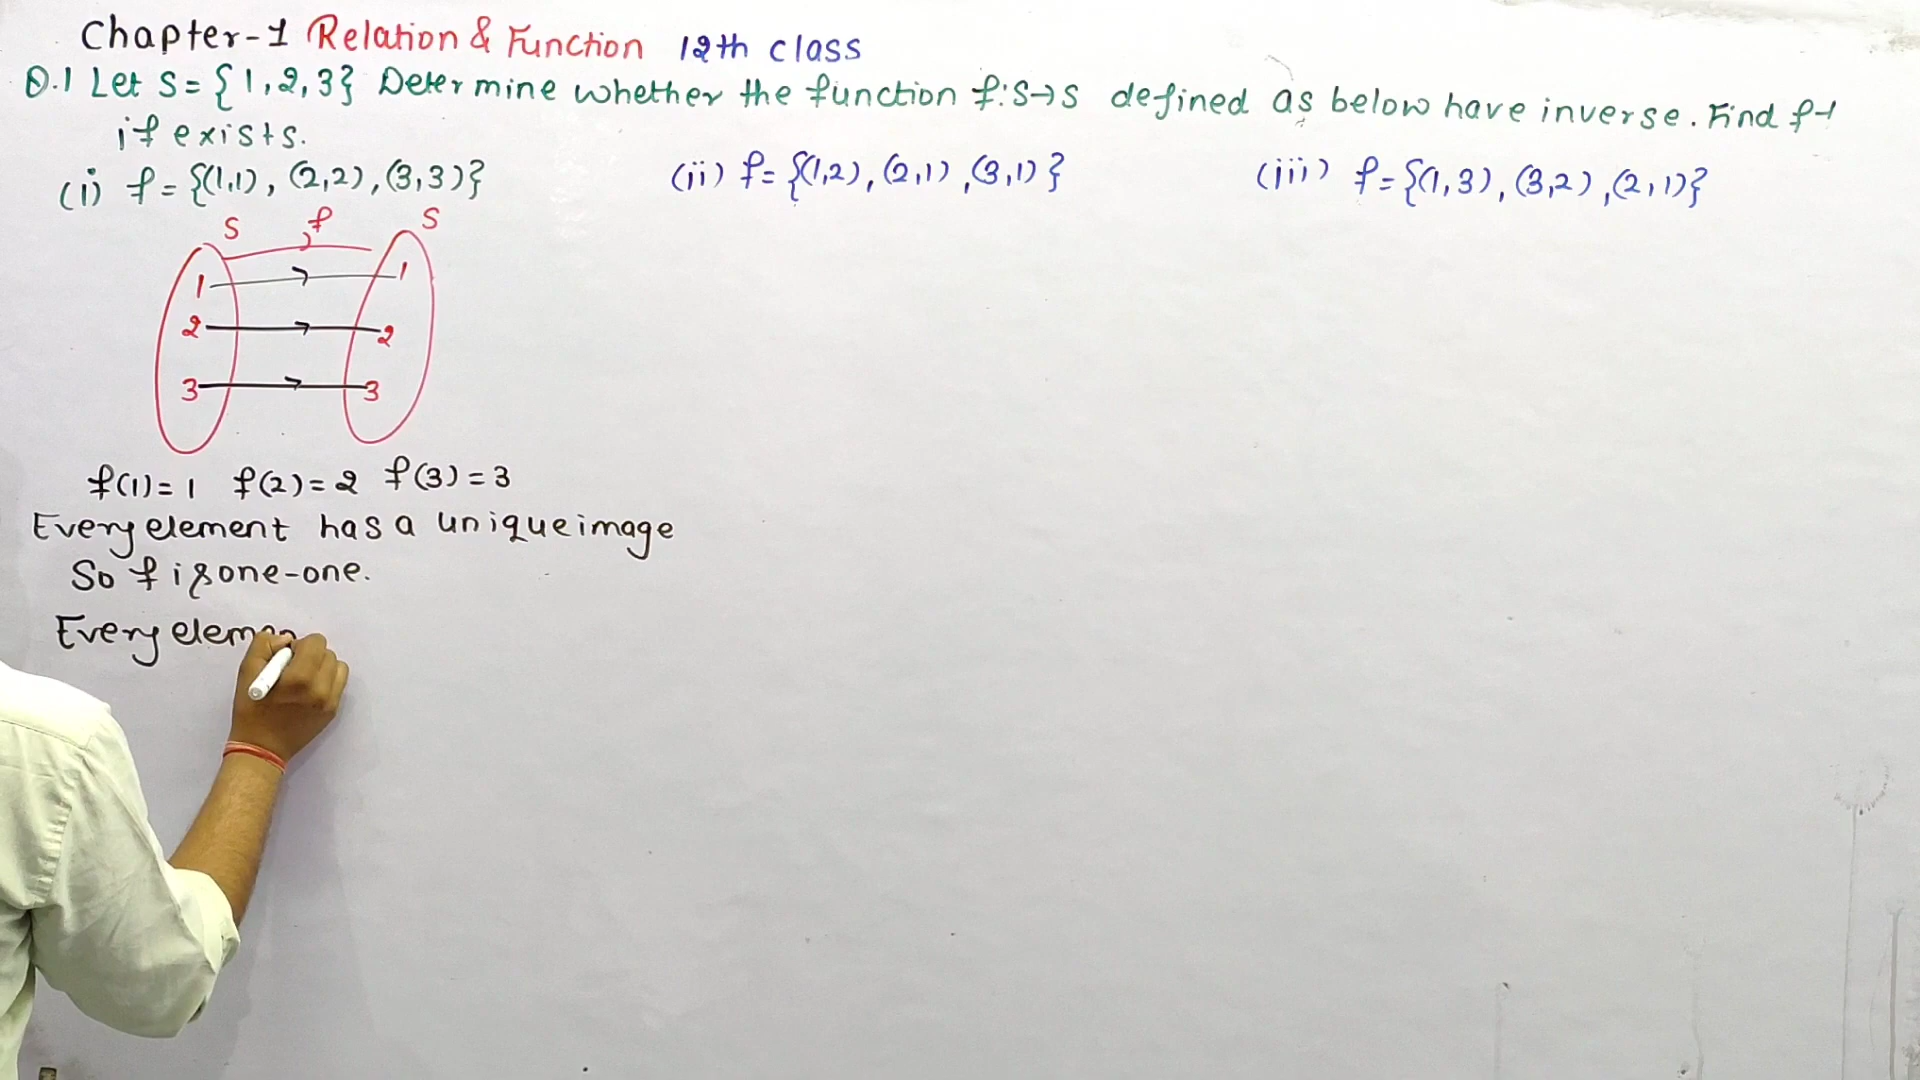 Chapter-1 Relation & Function 12th class
Q.1 Let S = {1,2,3} Determine whether the function f:S→S defined as below have inverse. Find f-1
if exists.
(i) f = {(1,1), (2,2), (3,3)} (ii) f = {(1,2), (2,1), (3,1)} (iii) f = {(1,3), (3,2), (2,1)}
S f S
1 1
2 2
3 3
f(1) = 1 f(2) = 2 f(3) = 3
Every element has a unique image
So f is one-one.
Every